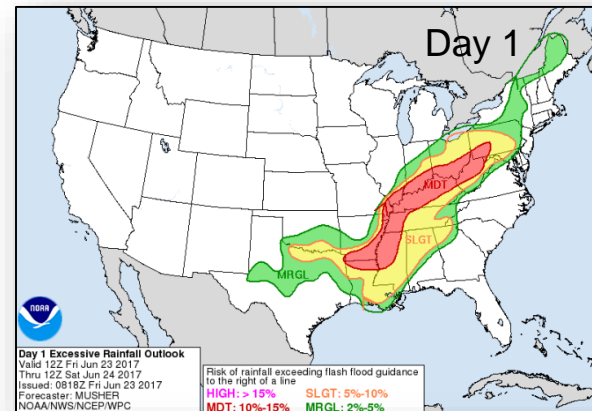 Day 1
MDT
SLGT
MRGL
NOAA
Day 1 Excessive Rainfall Outlook
Valid 12Z Fri Jun 23 2017
Thru 12Z Sat Jun 24 2017
Issued: 0818Z Fri Jun 23 2017
Forecaster: MUSHER
NOAA/NWS/NCEP/WPC
Risk of rainfall exceeding flash flood guidance
to the right of a line
HIGH: > 15% SLGT: 5%-10%
MDT: 10%-15% MRGL: 2%-5%